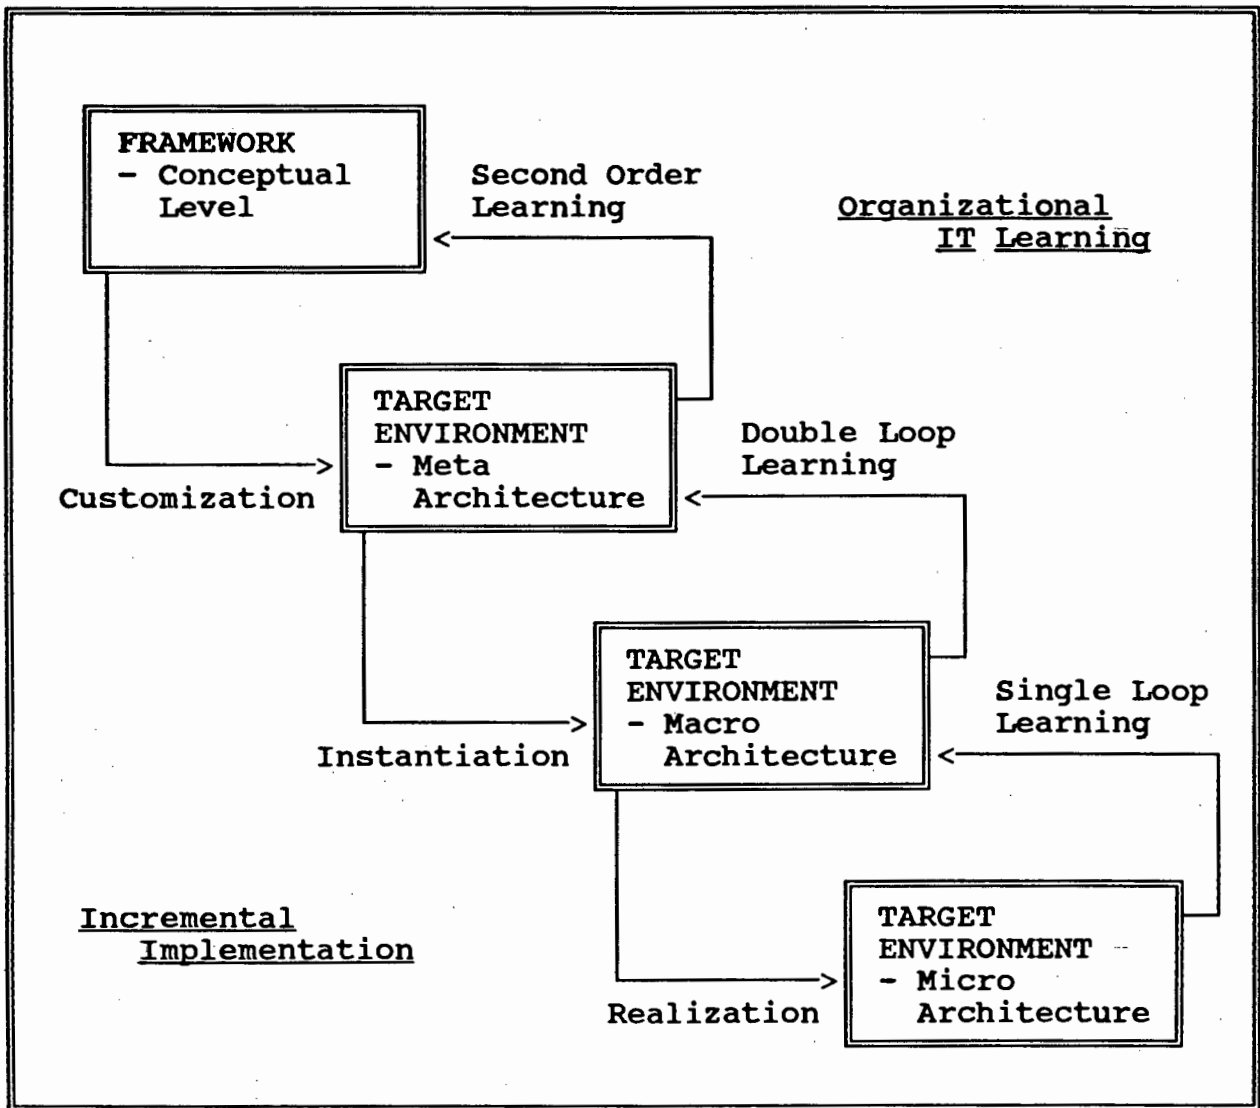 FRAMEWORK
- Conceptual
Level
Second Order
Learning
Organizational
IT Learning
TARGET
ENVIRONMENT
- Meta
Architecture
Customization
Double Loop
Learning
TARGET
ENVIRONMENT
- Macro
Architecture
Instantiation
Single Loop
Learning
Incremental
Implementation
TARGET
ENVIRONMENT
- Micro
Architecture
Realization